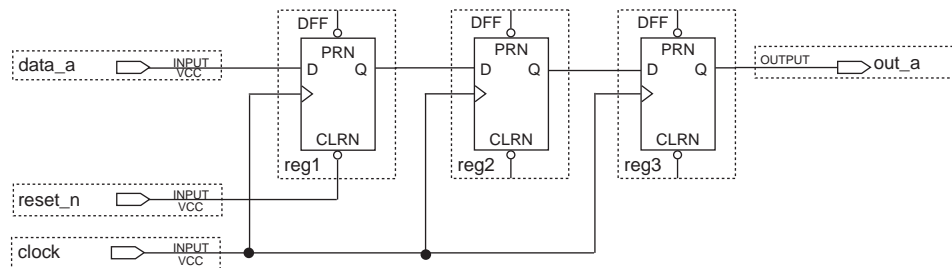 DFF
DFF
DFF
data_a
INPUT
VCC
PRN
D
Q
CLRN
reg1
PRN
D
Q
CLRN
reg2
PRN
D
Q
CLRN
reg3
OUTPUT
out_a
reset_n
INPUT
VCC
clock
INPUT
VCC